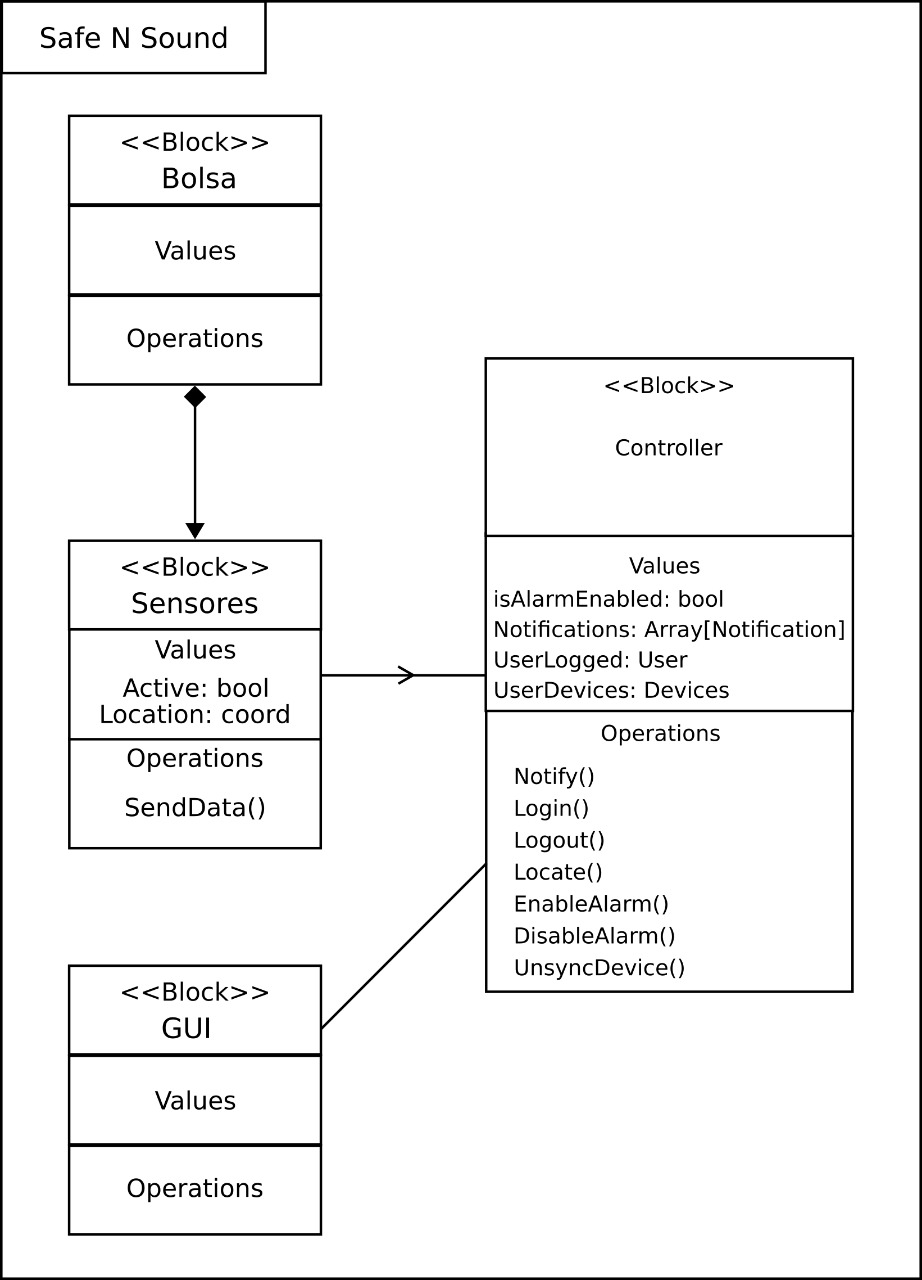 Safe N Sound
<<Block>>
Bolsa
Values
Operations
<<Block>>
Sensores
Values
Active: bool
Location: coord
Operations
SendData()
<<Block>>
Controller
Values
isAlarmEnabled: bool
Notifications: Array[Notification]
UserLogged: User
UserDevices: Devices
Operations
Notify()
Login()
Logout()
Locate()
EnableAlarm()
DisableAlarm()
UnsyncDevice()
<<Block>>
GUI
Values
Operations